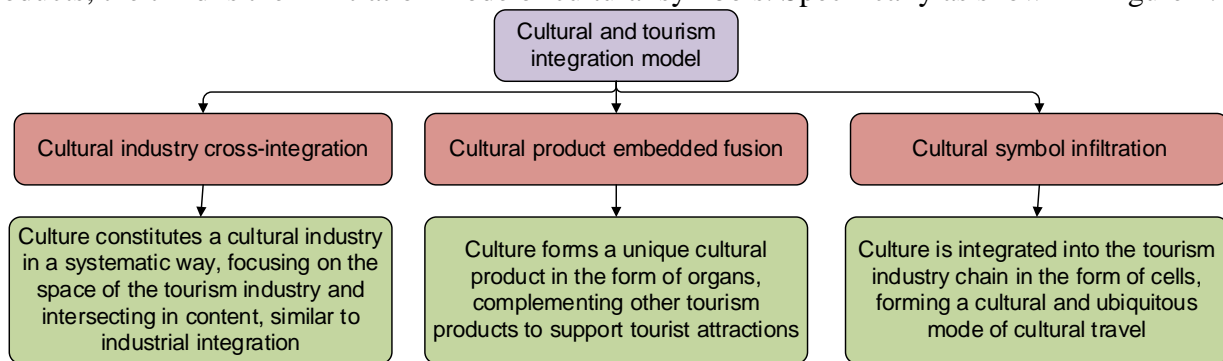 Cultural and tourism
integration model
Cultural industry cross-integration
Cultural product embedded fusion
Cultural symbol infiltration
Culture constitutes a cultural industry
in a systematic way, focusing on the
space of the tourism industry and
intersecting in content, similar to
industrial integration
Culture forms a unique cultural
product in the form of organs,
complementing other tourism
products to support tourist attractions
Culture is integrated into the tourism
industry chain in the form of cells,
forming a cultural and ubiquitous
mode of cultural travel